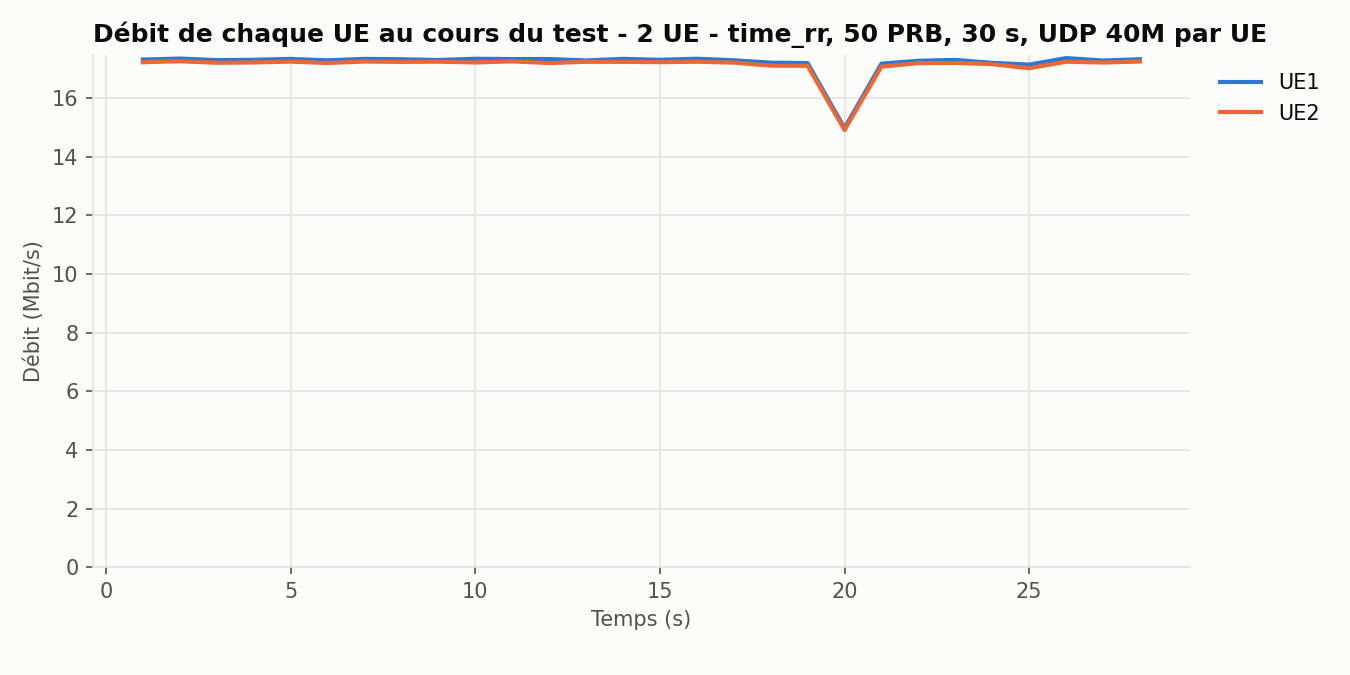 Débit de chaque UE au cours du test - 2 UE - time_rr, 50 PRB, 30 s, UDP 40M par UE
UE1
UE2
16
14
12
10
8
6
4
2
0
Débit (Mbit/s)
0 5 10 15 20 25
Temps (s)